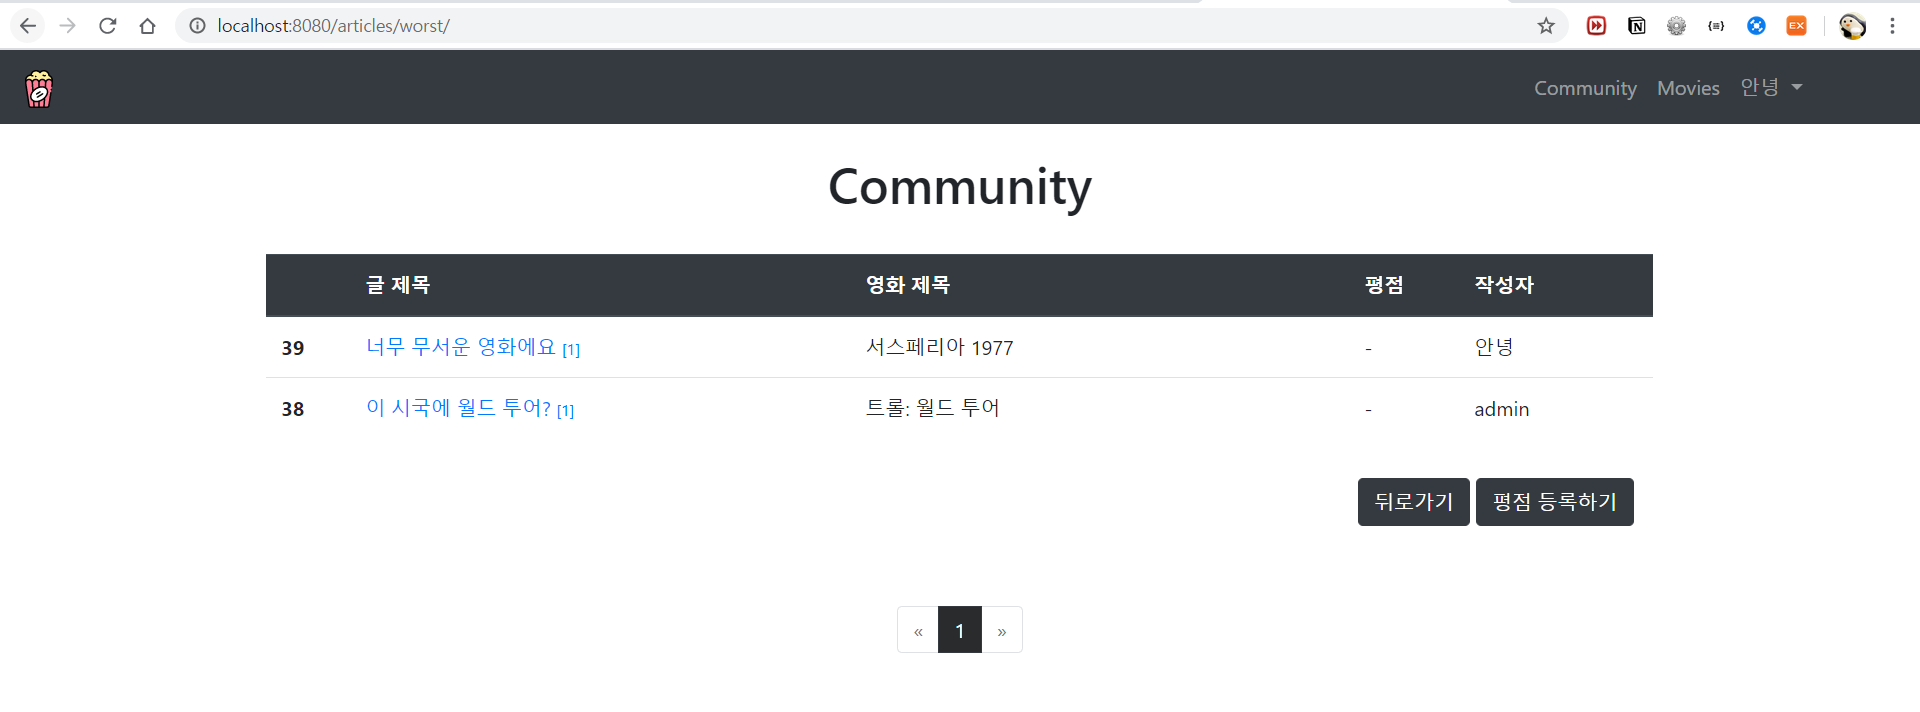 localhost:8080/articles/worst/
N
{≡}
EX
Community Movies 안녕
Community
글 제목 영화 제목 평점 작성자
39 너무 무서운 영화에요 [1] 서스페리아 1977 - 안녕
38 이 시국에 월드 투어? [1] 트롤: 월드 투어 - admin
뒤로가기 평점 등록하기
« 1 »